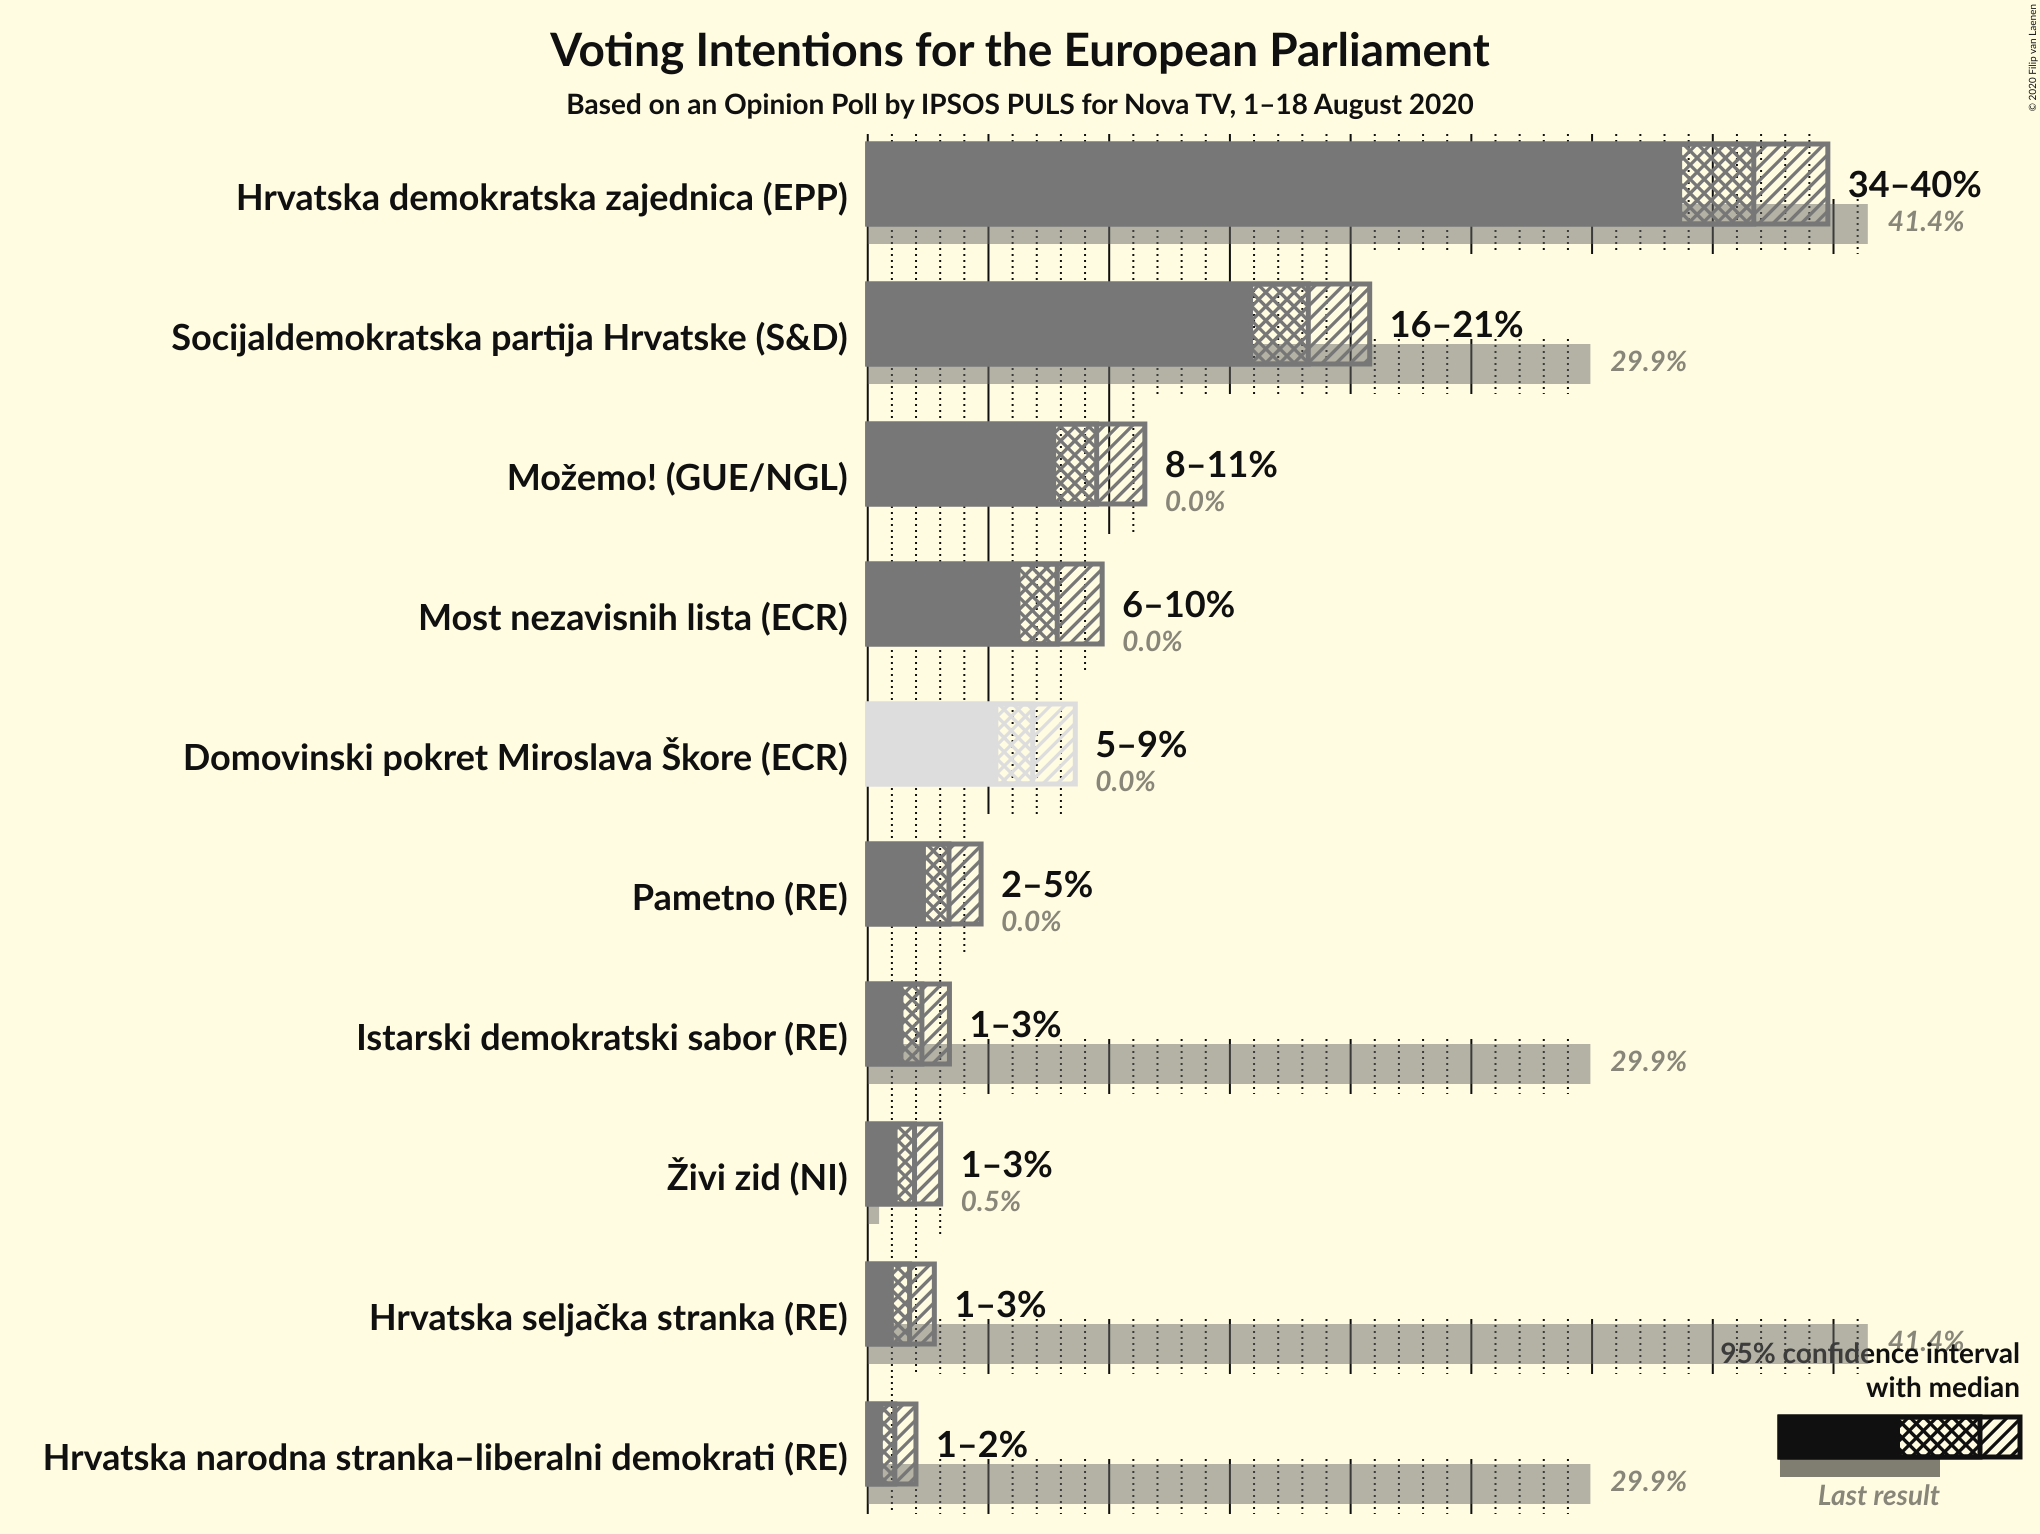 Voting Intentions for the European Parliament
Based on an Opinion Poll by IPSOS PULS for Nova TV, 1–18 August 2020
© 2020 Filip van Laenen
Hrvatska demokratska zajednica (EPP)
34–40%
41.4%
Socijaldemokratska partija Hrvatske (S&D)
16–21%
29.9%
Možemo! (GUE/NGL)
8–11%
0.0%
Most nezavisnih lista (ECR)
6–10%
0.0%
Domovinski pokret Miroslava Škore (ECR)
5–9%
0.0%
Pametno (RE)
2–5%
0.0%
Istarski demokratski sabor (RE)
1–3%
29.9%
Živi zid (NI)
1–3%
0.5%
Hrvatska seljačka stranka (RE)
1–3%
41.4%
Hrvatska narodna stranka–liberalni demokrati (RE)
1–2%
29.9%
95% confidence interval
with median
Last result